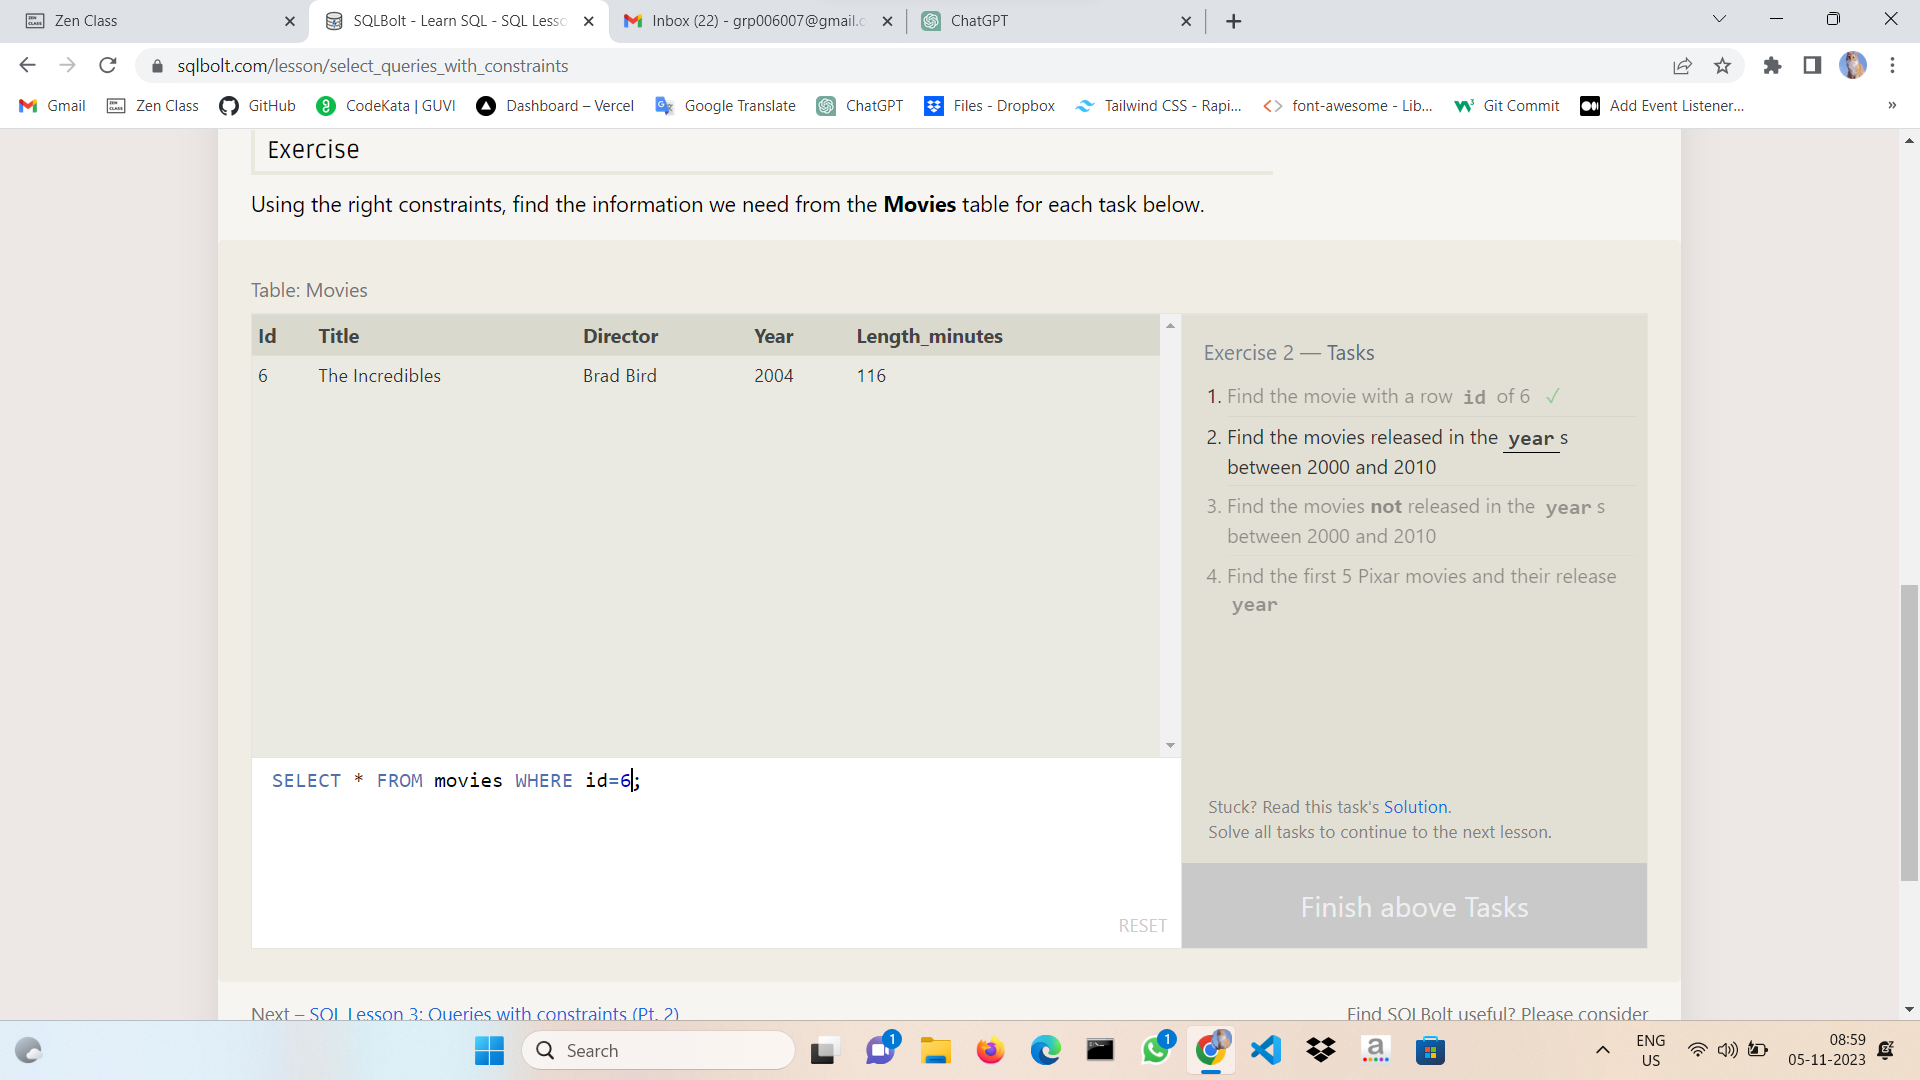 Zen Class
SQLBolt - Learn SQL - SQL Lesso
Inbox (22) - grp006007@gmail.c
ChatGPT
sqlbolt.com/lesson/select_queries_with_constraints
Gmail
Zen Class
GitHub
CodeKata | GUVI
Dashboard – Vercel
Google Translate
ChatGPT
Files - Dropbox
Tailwind CSS - Rapi...
font-awesome - Lib...
Git Commit
Add Event Listener...
»
Exercise
Using the right constraints, find the information we need from the Movies table for each task below.
Table: Movies
Id Title Director Year Length_minutes
6 The Incredibles Brad Bird 2004 116
SELECT * FROM movies WHERE id=6;
RESET
Exercise 2 — Tasks
1. Find the movie with a row id of 6 ✓
2. Find the movies released in the years
between 2000 and 2010
3. Find the movies not released in the years
between 2000 and 2010
4. Find the first 5 Pixar movies and their release
year
Stuck? Read this task's Solution.
Solve all tasks to continue to the next lesson.
Finish above Tasks
Next – SQL Lesson 3: Queries with constraints (Pt. 2)
Find SQLBolt useful? Please consider
Search
1
1
ENG
US
08:59
05-11-2023